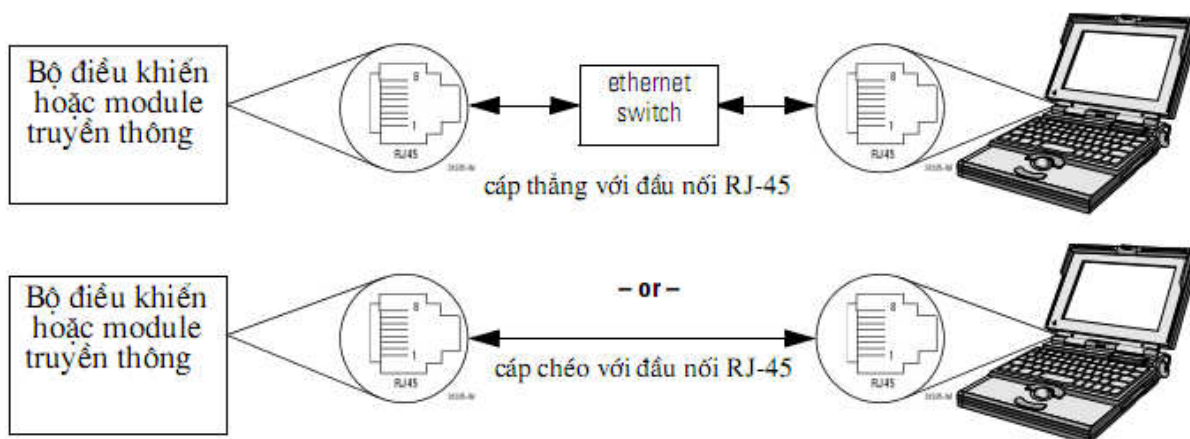 Bộ điều khiến
hoặc module
truyền thông
8
1
RJ45
ethernet
switch
8
1
RJ45
cáp thẳng với đầu nối RJ-45
Bộ điều khiến
hoặc module
truyền thông
8
1
RJ45
– or –
8
1
RJ45
cáp chéo với đầu nối RJ-45